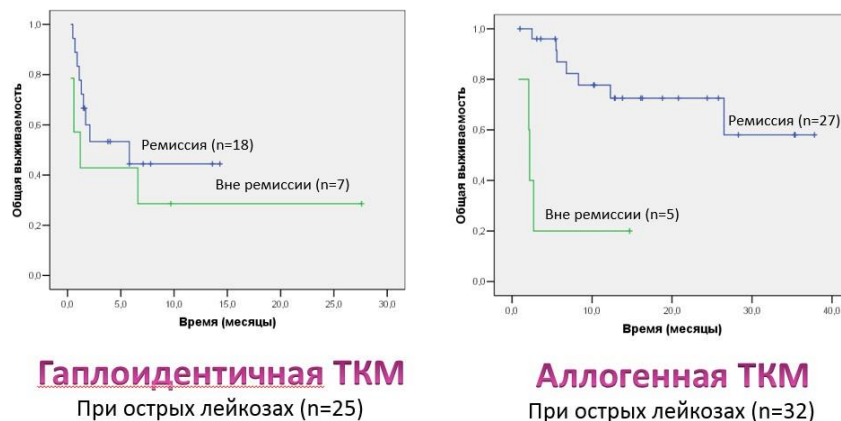 Общая выживаемость
1,0
0,8
0,6
0,4
0,2
0,0
Ремиссия (n=18)
Вне ремиссии (n=7)
0,0 5,0 10,0 15,0 20,0 25,0 30,0
Время (месяцы)
Гаплоидентичная ТКМ
При острых лейкозах (n=25)
Общая выживаемость
1,0
0,8
0,6
0,4
0,2
0,0
Ремиссия (n=27)
Вне ремиссии (n=5)
0,0 10,0 20,0 30,0 40,0
Время (месяцы)
Аллогенная ТКМ
При острых лейкозах (n=32)